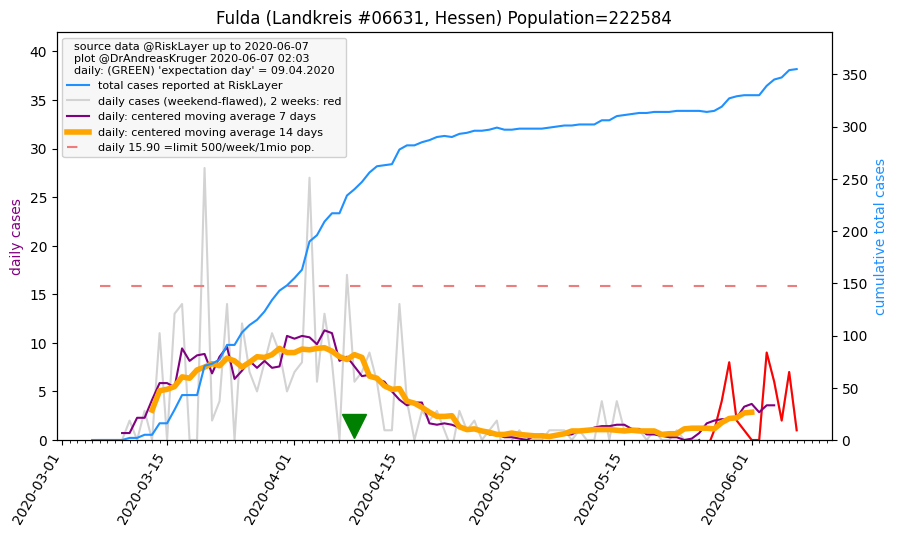 Fulda (Landkreis #06631, Hessen) Population=222584
source data @RiskLayer up to 2020-06-07
plot @DrAndreasKruger 2020-06-07 02:03
daily: (GREEN) 'expectation day' = 09.04.2020
total cases reported at RiskLayer
daily cases (weekend-flawed), 2 weeks: red
daily: centered moving average 7 days
daily: centered moving average 14 days
daily 15.90 =limit 500/week/1mio pop.
daily cases
40
35
30
25
20
15
10
5
0
cumulative total cases
350
300
250
200
150
100
50
0
2020-03-01
2020-03-15
2020-04-01
2020-04-15
2020-05-01
2020-05-15
2020-06-01